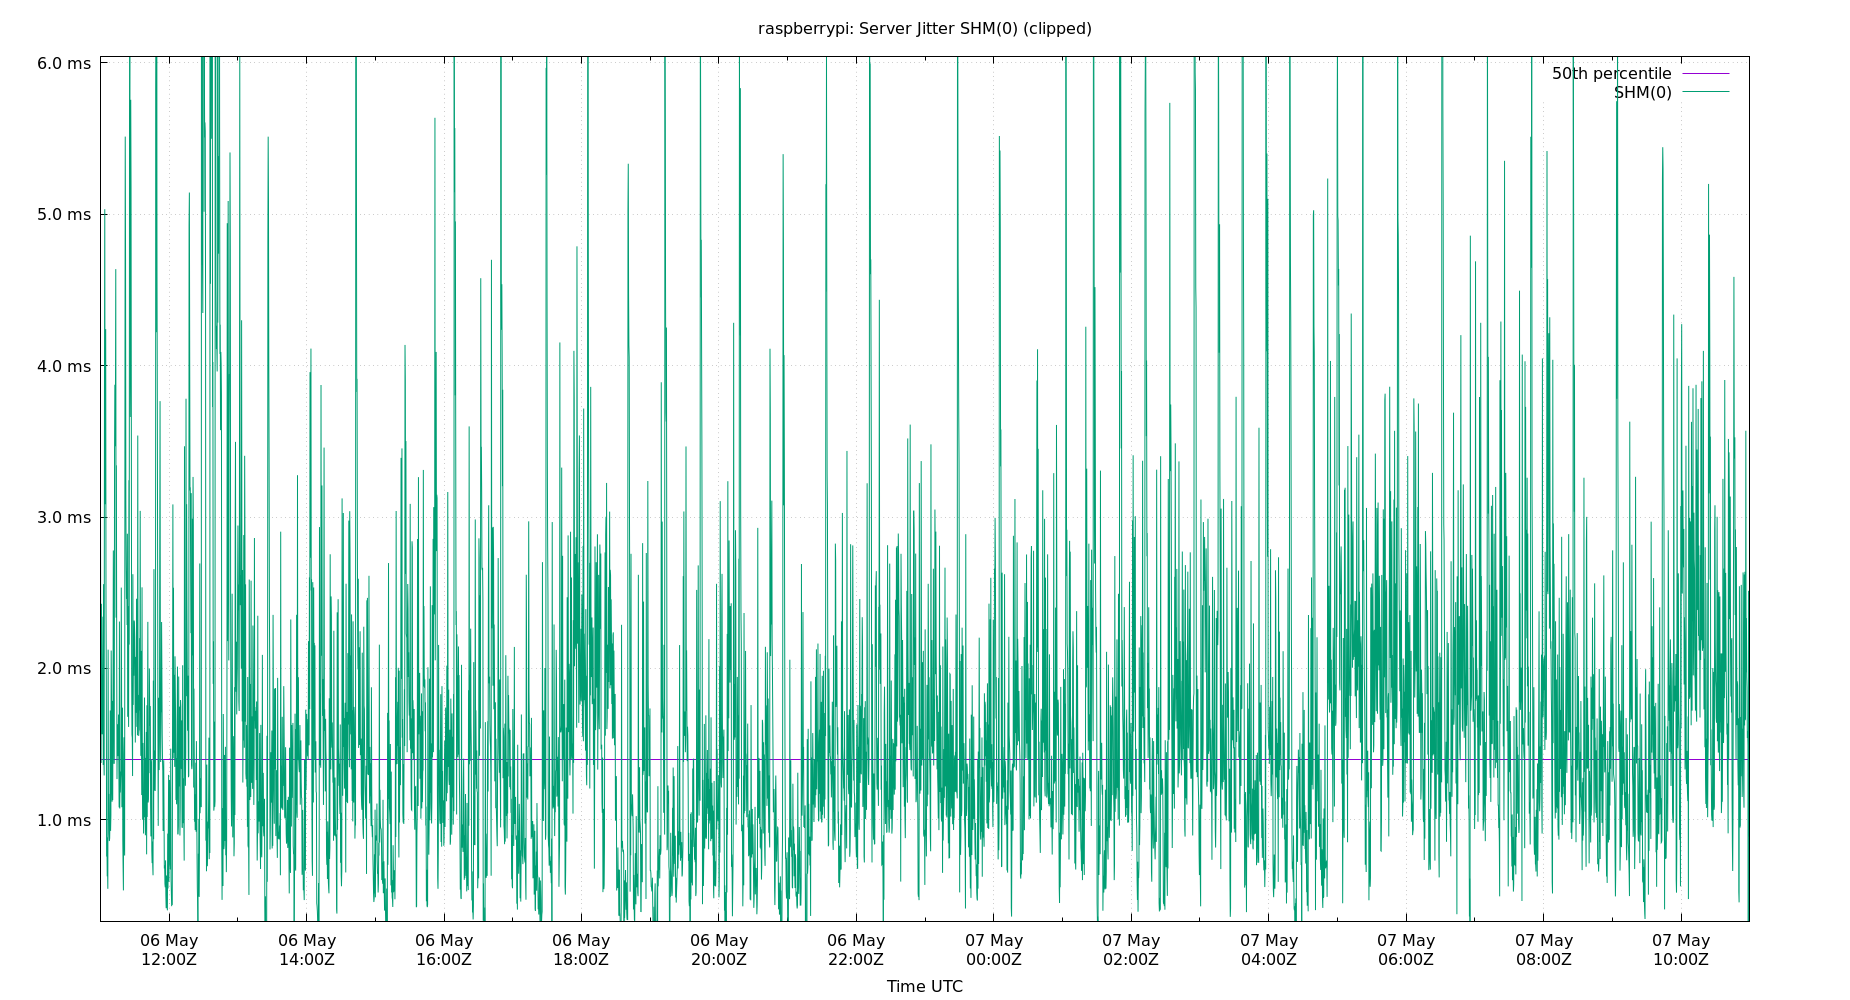 raspberrypi: Server Jitter SHM(0) (clipped)
6.0 ms
5.0 ms
4.0 ms
3.0 ms
2.0 ms
1.0 ms
50th percentile
SHM(0)
06 May 06 May 06 May 06 May 06 May 06 May 07 May 07 May 07 May 07 May 07 May 07 May
12:00Z 14:00Z 16:00Z 18:00Z 20:00Z 22:00Z 00:00Z 02:00Z 04:00Z 06:00Z 08:00Z 10:00Z
Time UTC